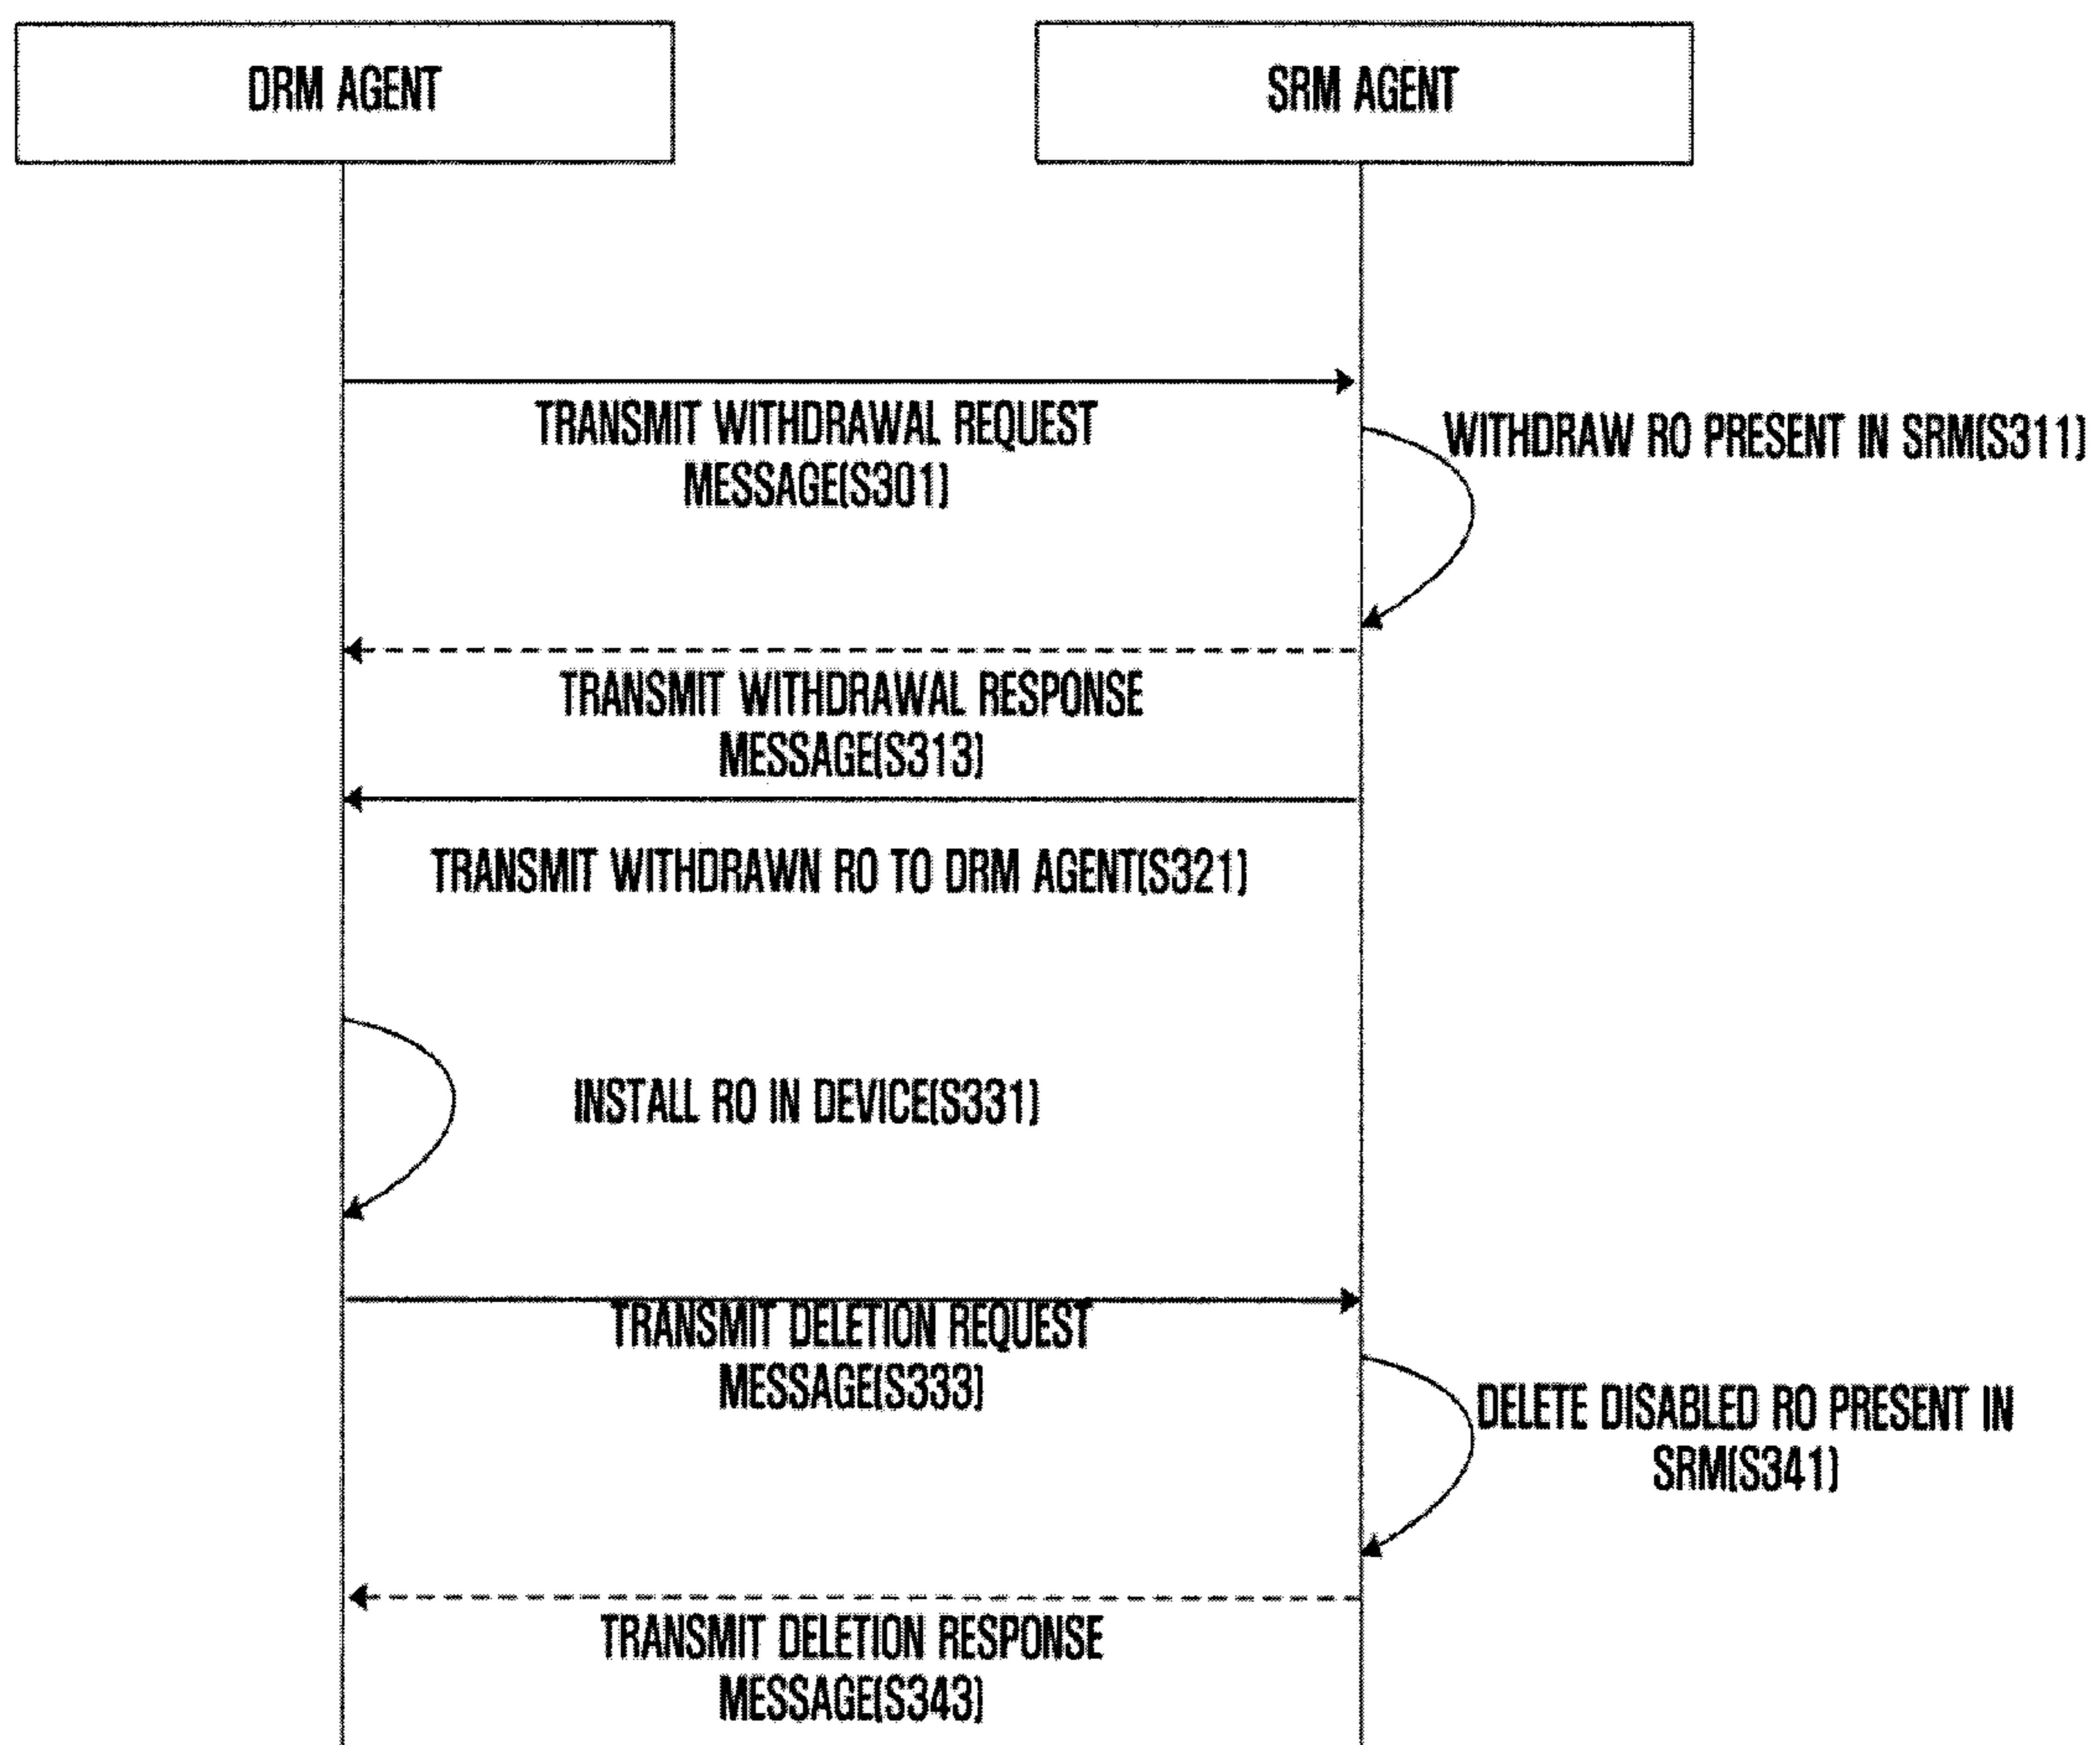 DRM AGENT
SRM AGENT
TRANSMIT WITHDRAWAL REQUEST
MESSAGE(S301)
WITHDRAW RO PRESENT IN SRM(S311)
TRANSMIT WITHDRAWAL RESPONSE
MESSAGE(S313)
TRANSMIT WITHDRAWN RO TO DRM AGENT(S321)
INSTALL RO IN DEVICE(S331)
TRANSMIT DELETION REQUEST
MESSAGE(S333)
DELETE DISABLED RO PRESENT IN
SRM(S341)
TRANSMIT DELETION RESPONSE
MESSAGE(S343)